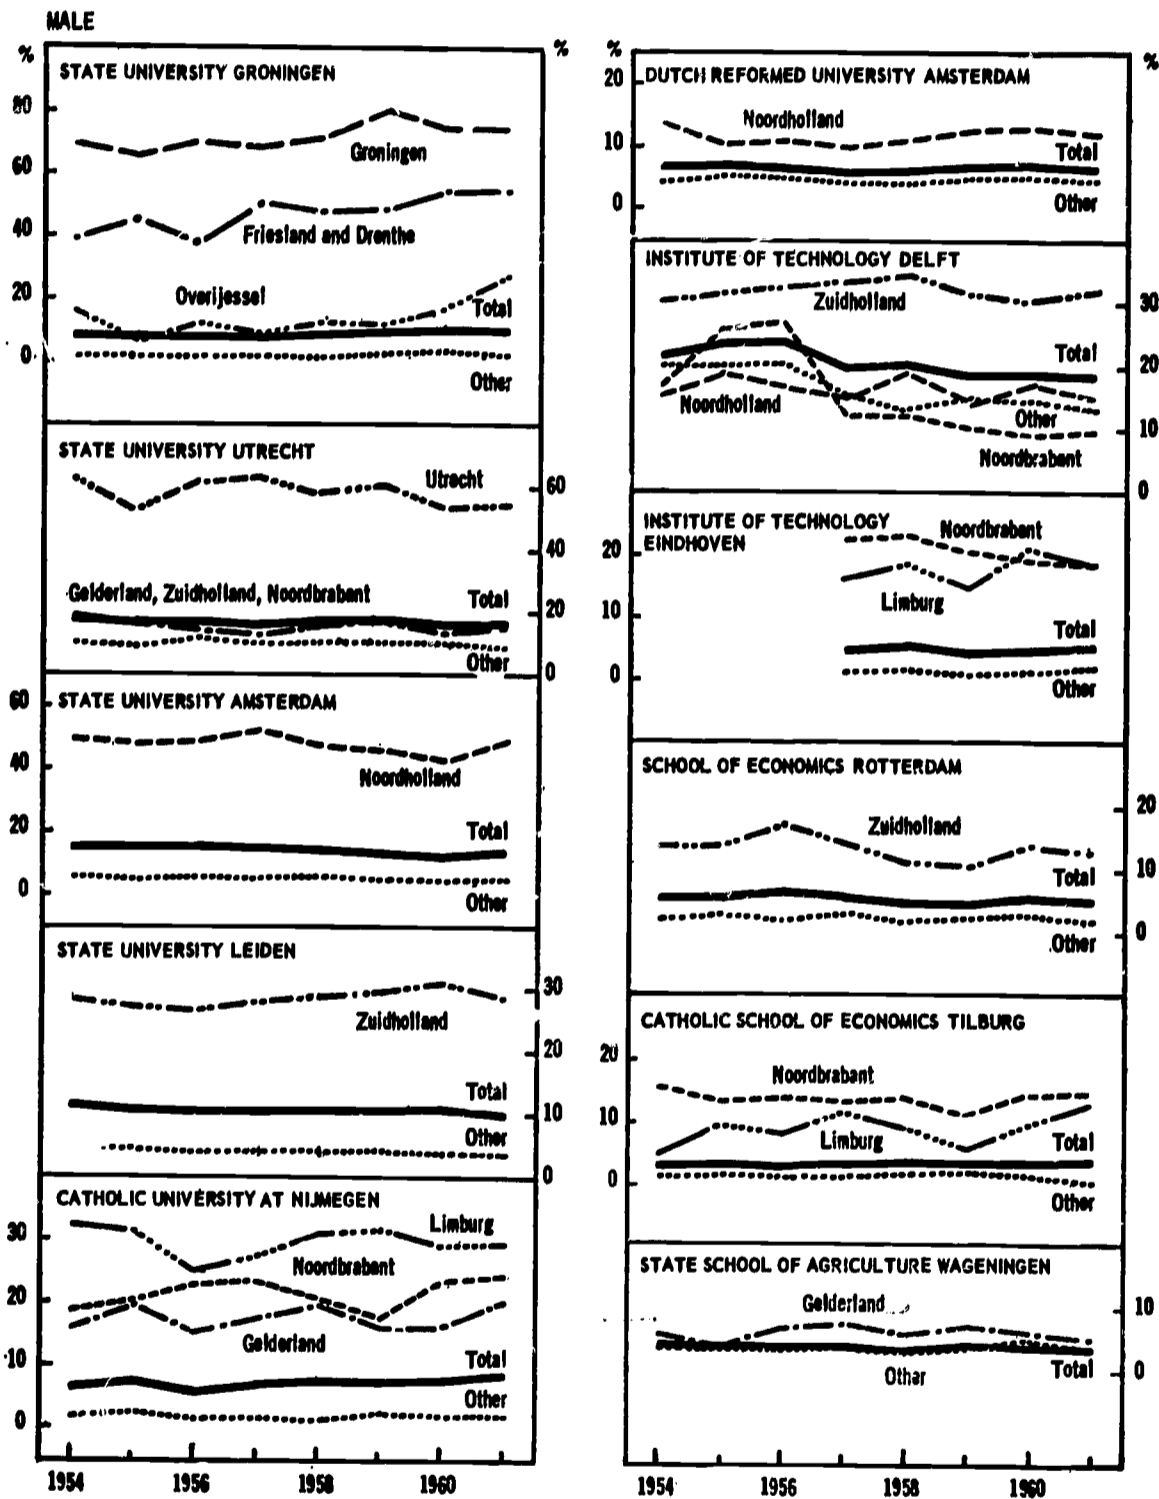 MALE
%
%
STATE UNIVERSITY GRONINGEN
80
60
40
20
0
Groningen
Friesland and Drenthe
Overijessel
Total
Other
STATE UNIVERSITY UTRECHT
Utrecht
60
40
20
0
Gelderland, Zuidholland, Noordbrabant
Total
Other
60
STATE UNIVERSITY AMSTERDAM
40
20
0
Noordholland
Total
Other
STATE UNIVERSITY LEIDEN
30
20
10
0
Zuidholland
Total
Other
CATHOLIC UNIVERSITY AT NIJMEGEN
30
20
10
0
Limburg
Noordbrabant
Gelderland
Total
Other
1954
1956
1958
1960
%
%
20
DUTCH REFORMED UNIVERSITY AMSTERDAM
10
0
Noordholland
Total
Other
INSTITUTE OF TECHNOLOGY DELFT
30
20
10
0
Zuidholland
Total
Noordholland
Other
Noordbrabant
INSTITUTE OF TECHNOLOGY
EINDHOVEN
20
10
0
Noordbrabant
Limburg
Total
Other
SCHOOL OF ECONOMICS ROTTERDAM
20
10
0
Zuidholland
Total
Other
CATHOLIC SCHOOL OF ECONOMICS TILBURG
20
10
0
Noordbrabant
Limburg
Total
Other
STATE SCHOOL OF AGRICULTURE WAGENINGEN
Gelderland
10
0
Other
Total
1954
1956
1958
1960